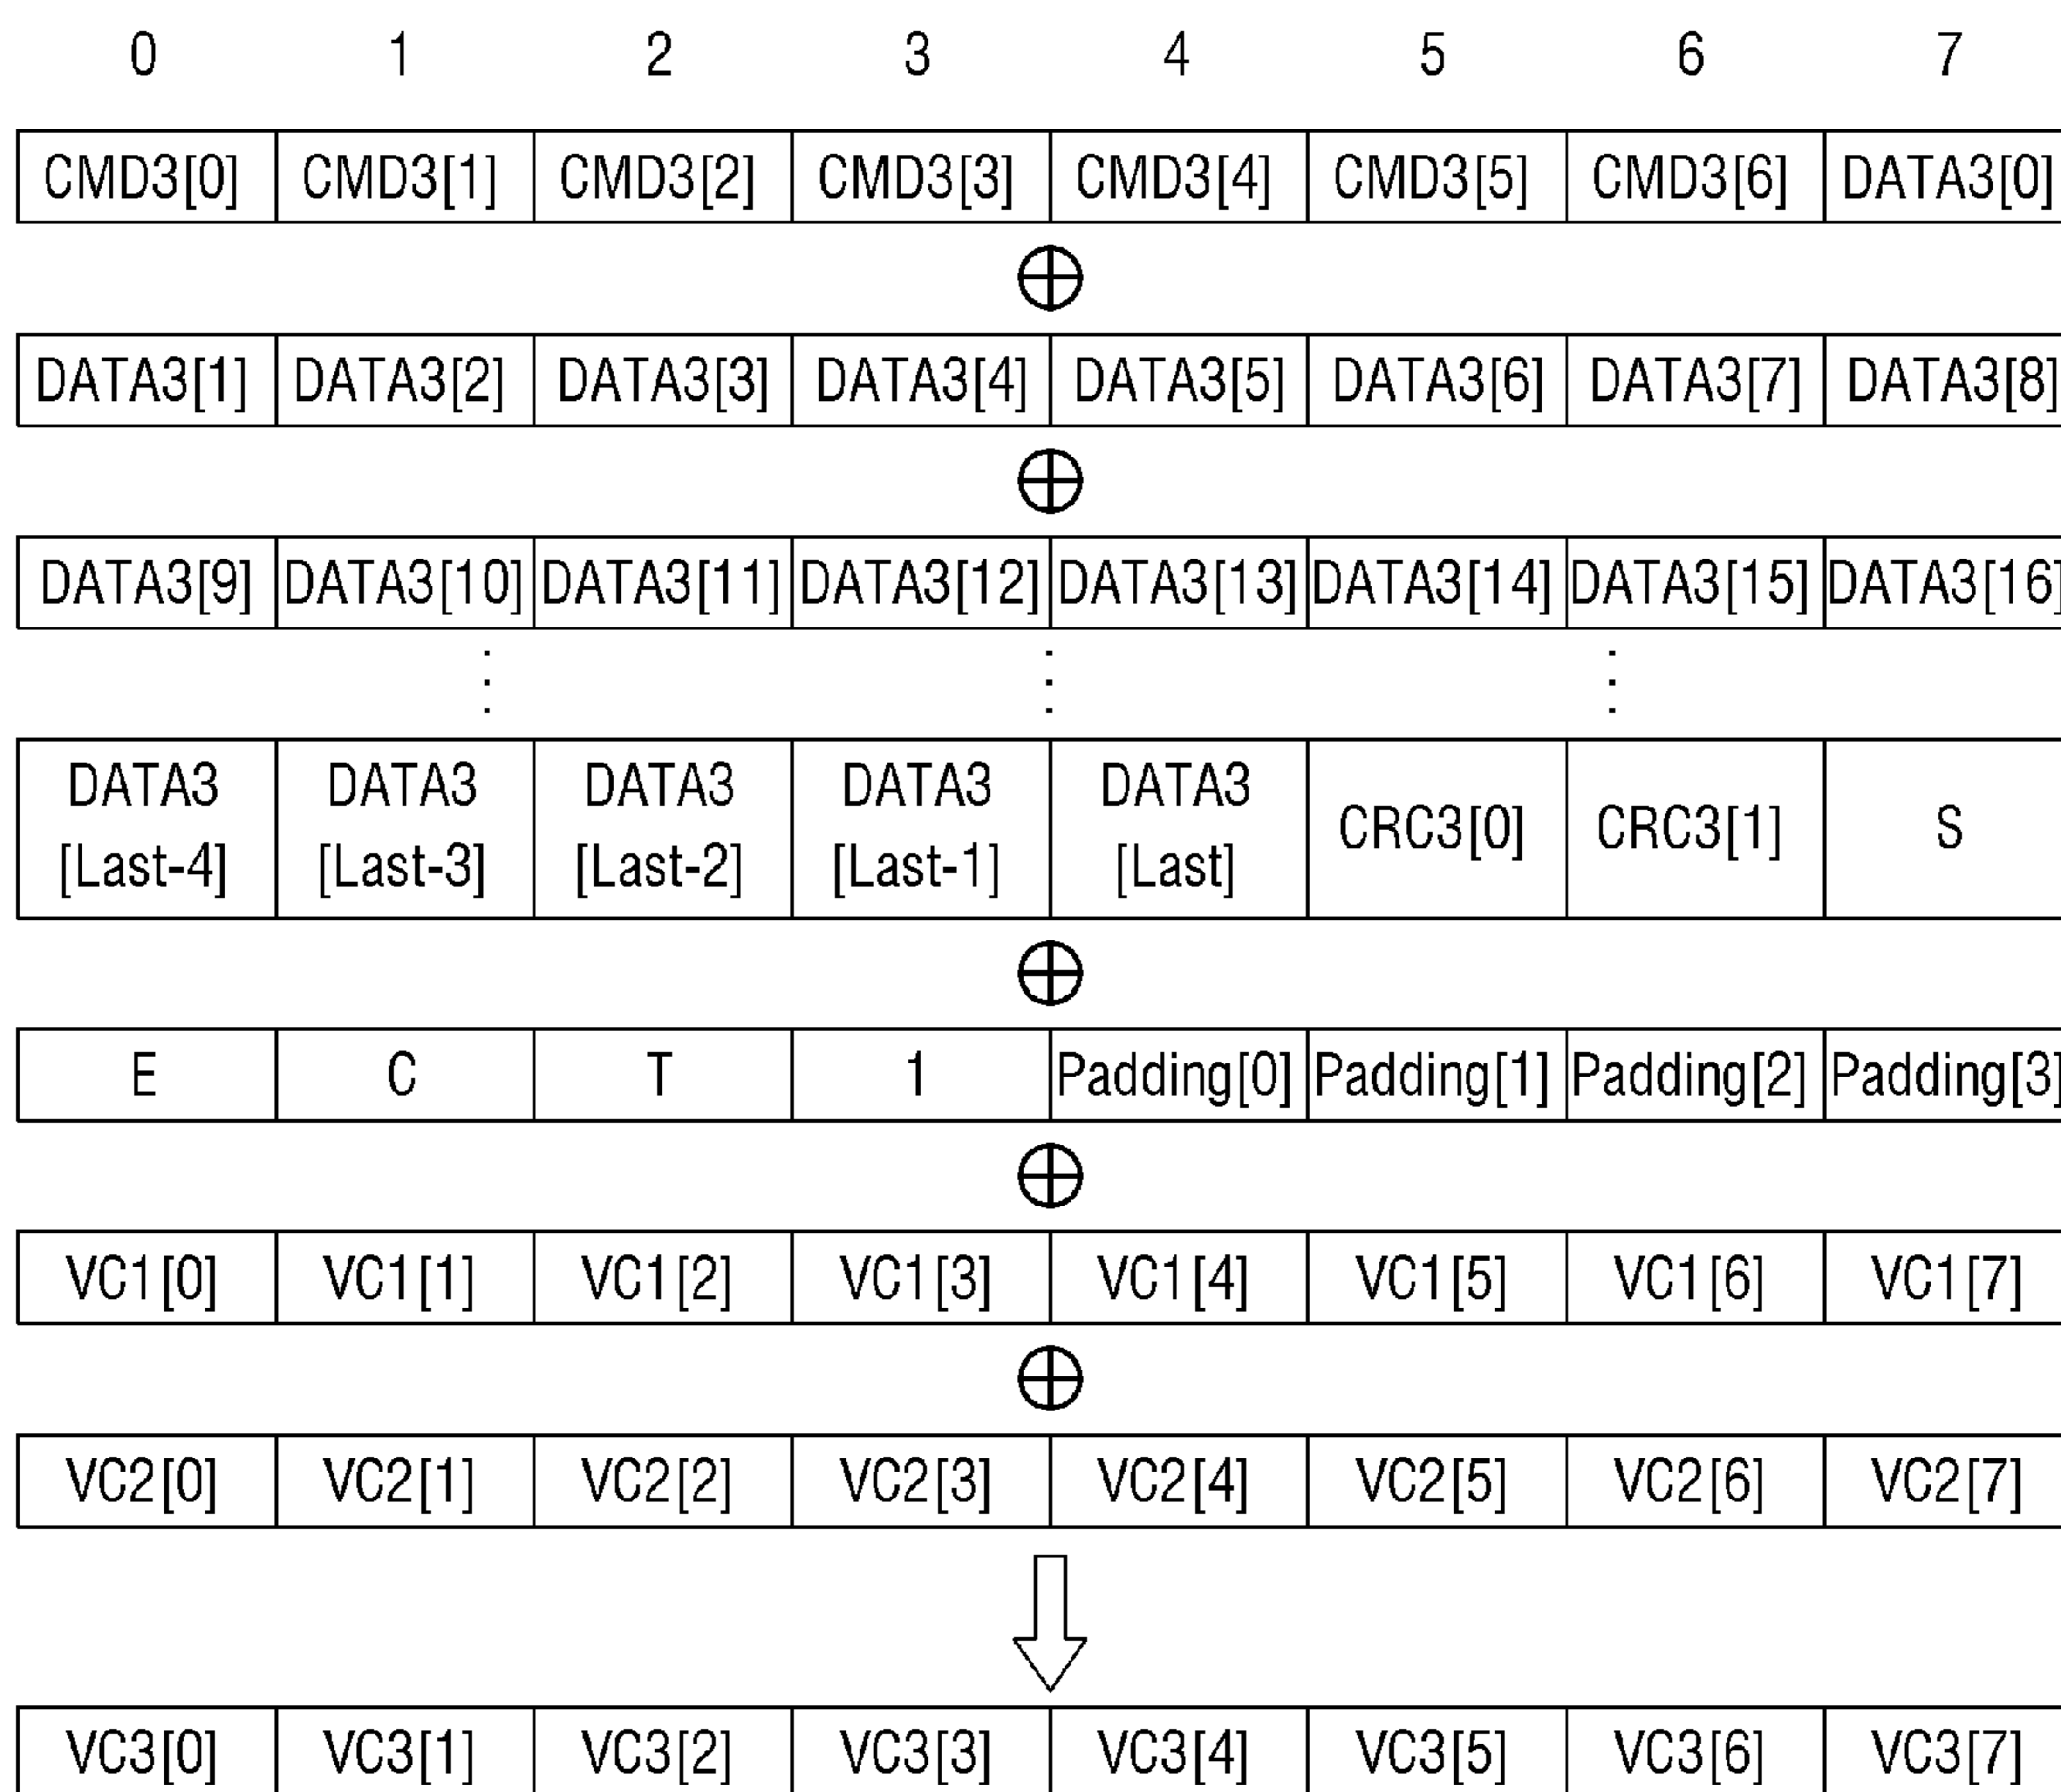 0 1 2 3 4 5 6 7
CMD3[0] CMD3[1] CMD3[2] CMD3[3] CMD3[4] CMD3[5] CMD3[6] DATA3[0]
⊕
DATA3[1] DATA3[2] DATA3[3] DATA3[4] DATA3[5] DATA3[6] DATA3[7] DATA3[8]
⊕
DATA3[9] DATA3[10] DATA3[11] DATA3[12] DATA3[13] DATA3[14] DATA3[15] DATA3[16]
DATA3 DATA3 DATA3 DATA3 DATA3
[Last-4] [Last-3] [Last-2] [Last-1] [Last] CRC3[0] CRC3[1] S
⊕
E C T 1 Padding[0] Padding[1] Padding[2] Padding[3]
⊕
VC1[0] VC1[1] VC1[2] VC1[3] VC1[4] VC1[5] VC1[6] VC1[7]
⊕
VC2[0] VC2[1] VC2[2] VC2[3] VC2[4] VC2[5] VC2[6] VC2[7]
VC3[0] VC3[1] VC3[2] VC3[3] VC3[4] VC3[5] VC3[6] VC3[7]